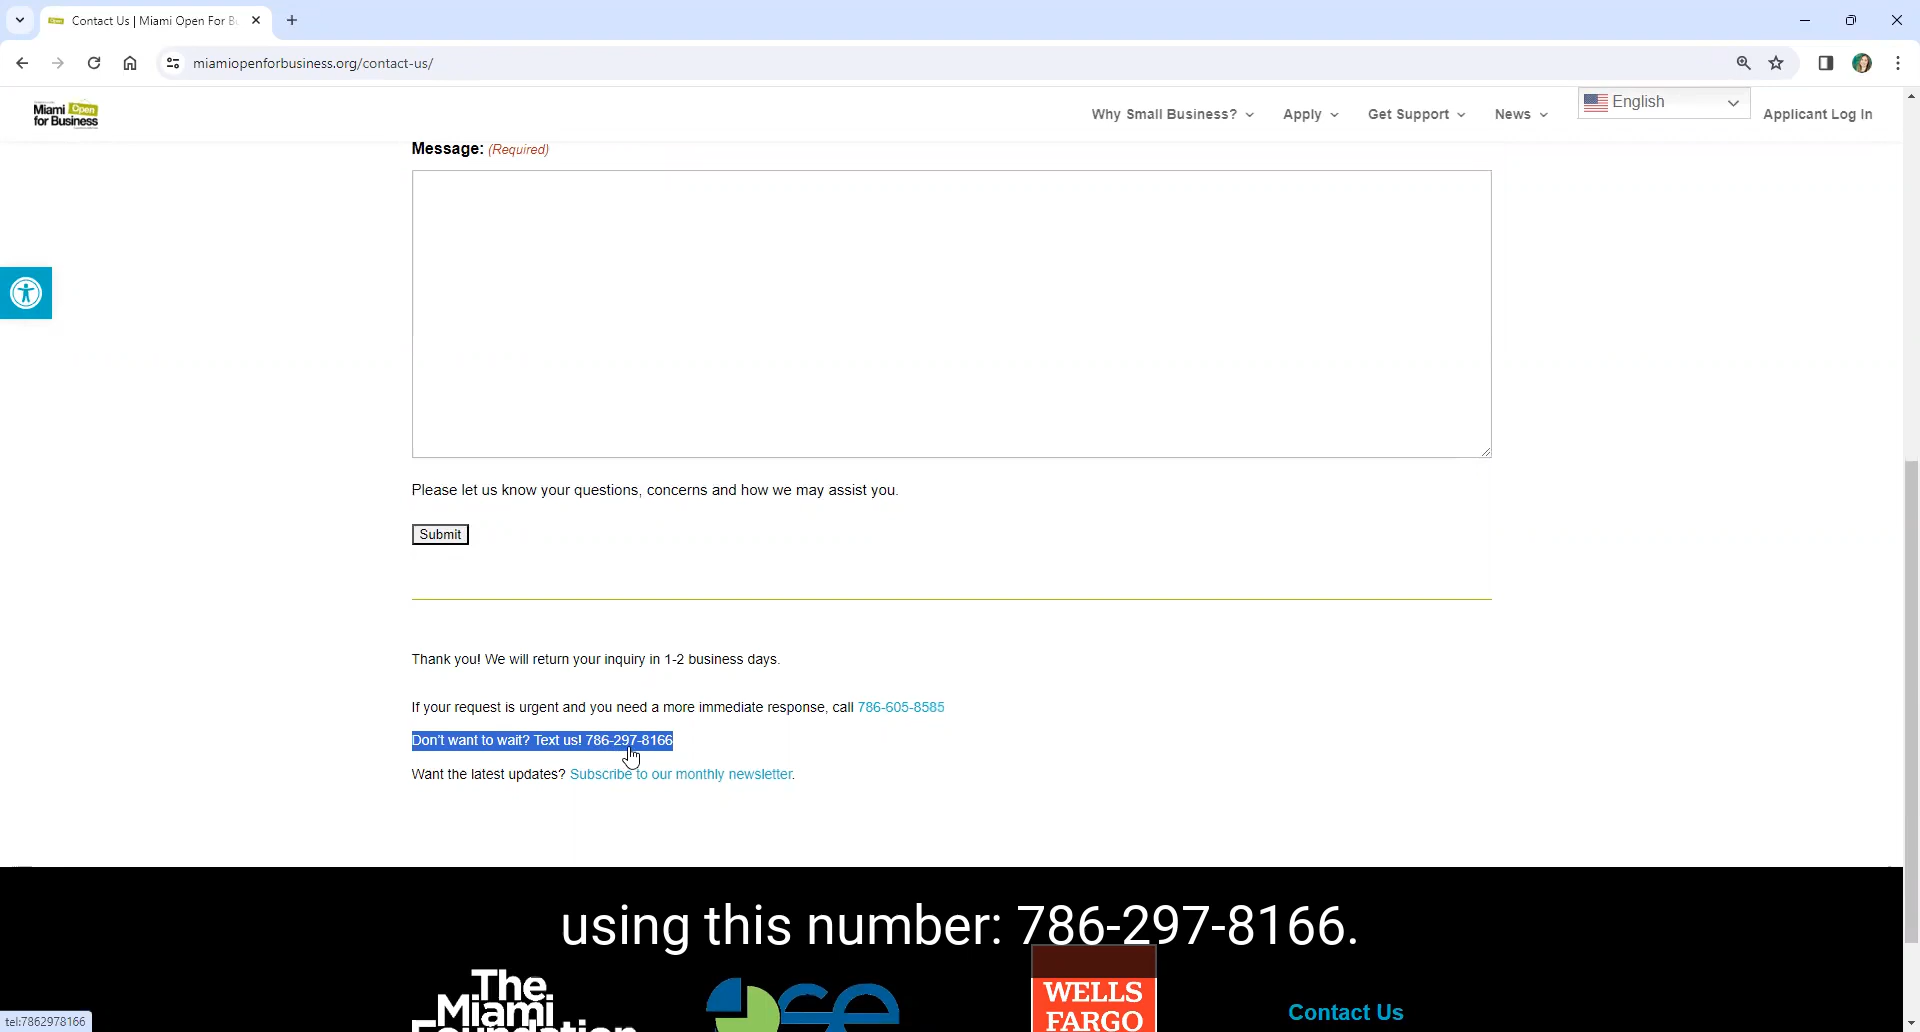 Contact Us | Miami Open For B
miamiopenforbusiness.org/contact-us/
Miami Open
for Business
Why Small Business?
Apply
Get Support
News
English
Applicant Log In
Message: (Required)
Please let us know your questions, concerns and how we may assist you.
Submit
Thank you! We will return your inquiry in 1-2 business days.
If your request is urgent and you need a more immediate response, call 786-605-8585
Don't want to wait? Text us! 786-297-8166
Want the latest updates? Subscribe to our monthly newsletter.
using this number: 786-297-8166.
The
Miami
Foundation
WELLS
FARGO
Contact Us
tel:7862978166